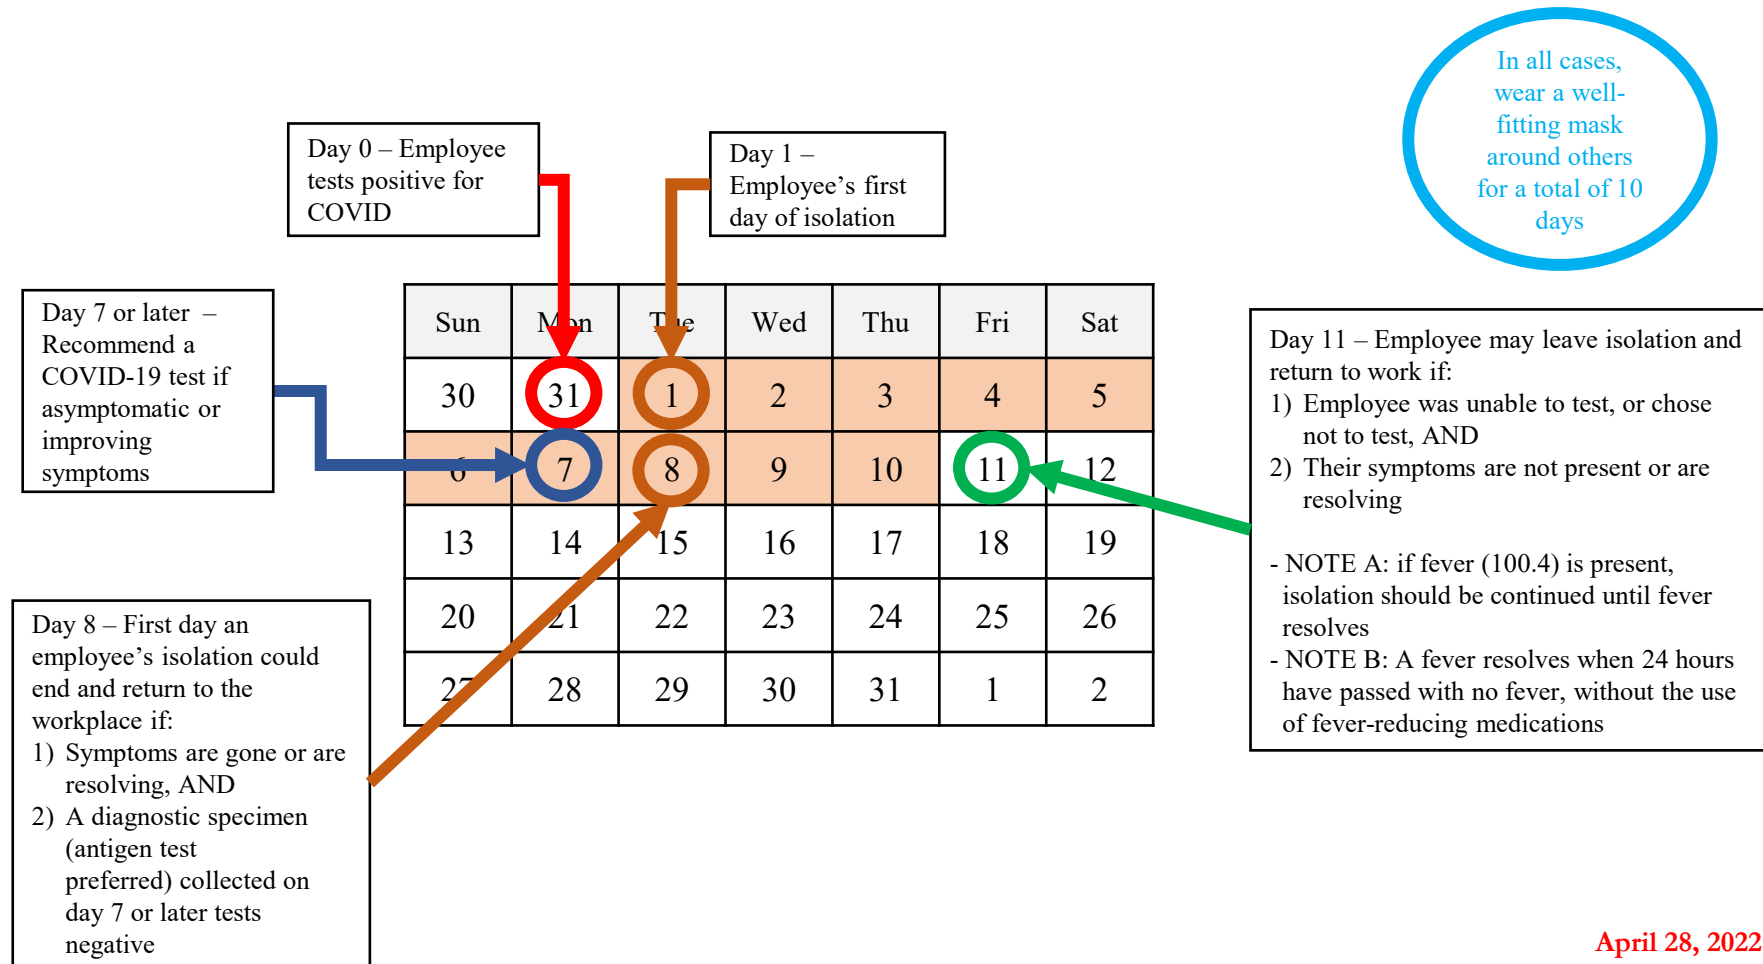 In all cases,
wear a well-
fitting mask
around others
for a total of 10
days
Day 0 – Employee
tests positive for
COVID
Day 1 –
Employee’s first
day of isolation
Day 7 or later –
Recommend a
COVID-19 test if
asymptomatic or
improving
symptoms
Sun Mon Tue Wed Thu Fri Sat
30 31 1 2 3 4 5
6 7 8 9 10 11 12
13 14 15 16 17 18 19
20 21 22 23 24 25 26
27 28 29 30 31 1 2
Day 11 – Employee may leave isolation and
return to work if:
1) Employee was unable to test, or chose
not to test, AND
2) Their symptoms are not present or are
resolving
- NOTE A: if fever (100.4) is present,
isolation should be continued until fever
resolves
- NOTE B: A fever resolves when 24 hours
have passed with no fever, without the use
of fever-reducing medications
Day 8 – First day an
employee’s isolation could
end and return to the
workplace if:
1) Symptoms are gone or are
resolving, AND
2) A diagnostic specimen
(antigen test
preferred) collected on
day 7 or later tests
negative
April 28, 2022